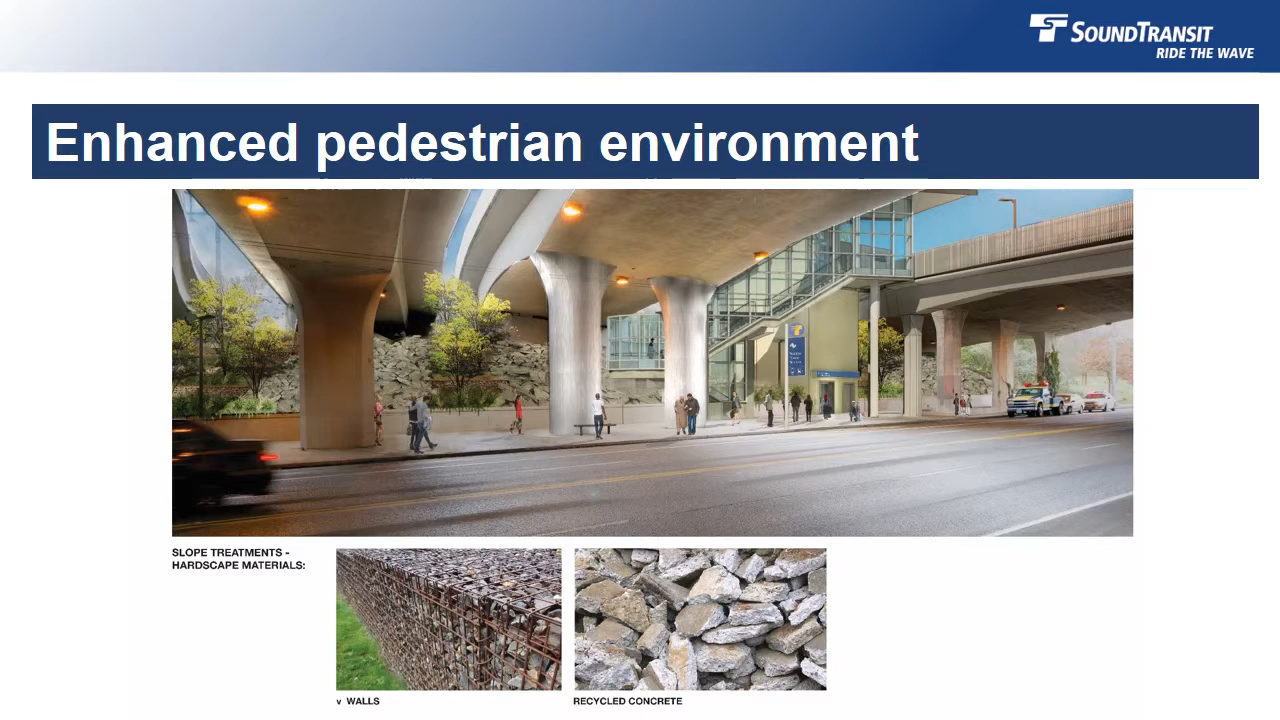 SOUNDTRANSIT
RIDE THE WAVE
Enhanced pedestrian environment
SLOPE TREATMENTS -
HARDSCAPE MATERIALS:
WALLS
RECYCLED CONCRETE